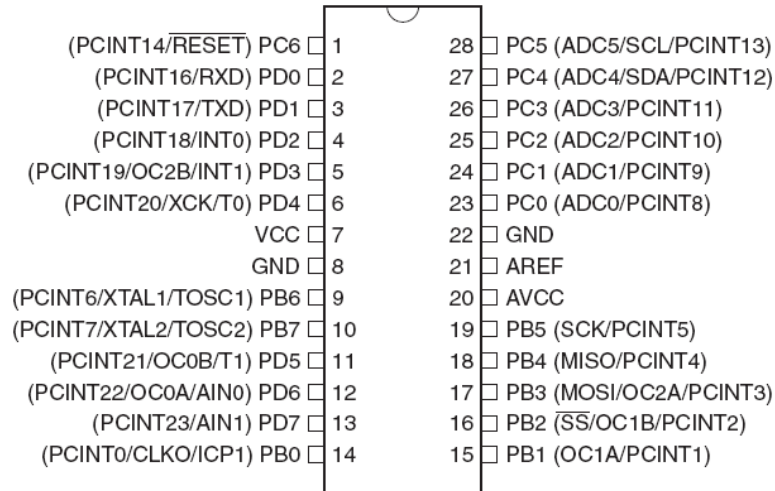 (PCINT14/RESET) PC6 1 28 PC5 (ADC5/SCL/PCINT13)
(PCINT16/RXD) PD0 2 27 PC4 (ADC4/SDA/PCINT12)
(PCINT17/TXD) PD1 3 26 PC3 (ADC3/PCINT11)
(PCINT18/INT0) PD2 4 25 PC2 (ADC2/PCINT10)
(PCINT19/OC2B/INT1) PD3 5 24 PC1 (ADC1/PCINT9)
(PCINT20/XCK/T0) PD4 6 23 PC0 (ADC0/PCINT8)
VCC 7 22 GND
GND 8 21 AREF
(PCINT6/XTAL1/TOSC1) PB6 9 20 AVCC
(PCINT7/XTAL2/TOSC2) PB7 10 19 PB5 (SCK/PCINT5)
(PCINT21/OC0B/T1) PD5 11 18 PB4 (MISO/PCINT4)
(PCINT22/OC0A/AIN0) PD6 12 17 PB3 (MOSI/OC2A/PCINT3)
(PCINT23/AIN1) PD7 13 16 PB2 (SS/OC1B/PCINT2)
(PCINT0/CLKO/ICP1) PB0 14 15 PB1 (OC1A/PCINT1)